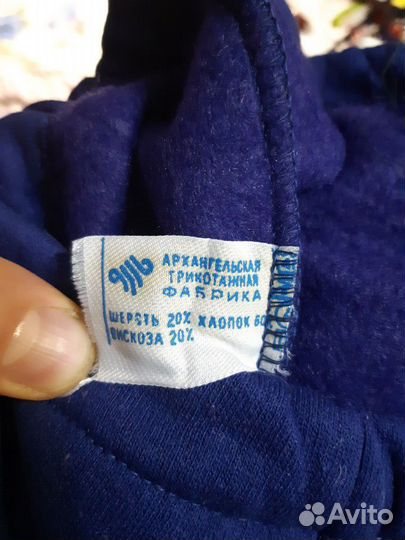 АРХАНГЕЛЬСКАЯ
ТРИКОТАЖНАЯ
ФАБРИКА
ШЕРСТЬ 20% ХЛОПОК 60
ВИСКОЗА 20%
Avito